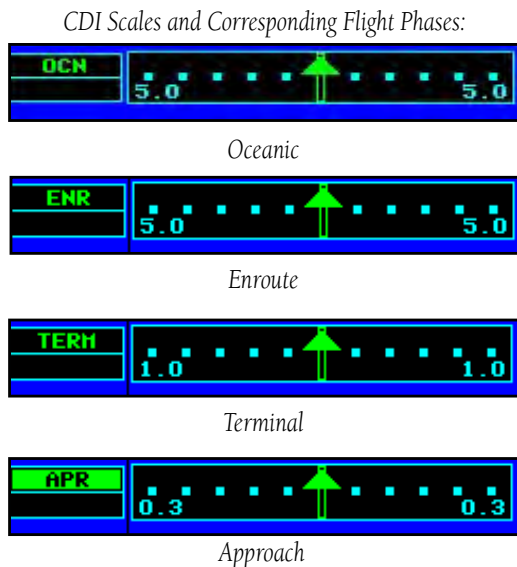 CDI Scales and Corresponding Flight Phases:
OCN
5.0 5.0
Oceanic
ENR
5.0 5.0
Enroute
TERM
1.0 1.0
Terminal
APR
0.3 0.3
Approach